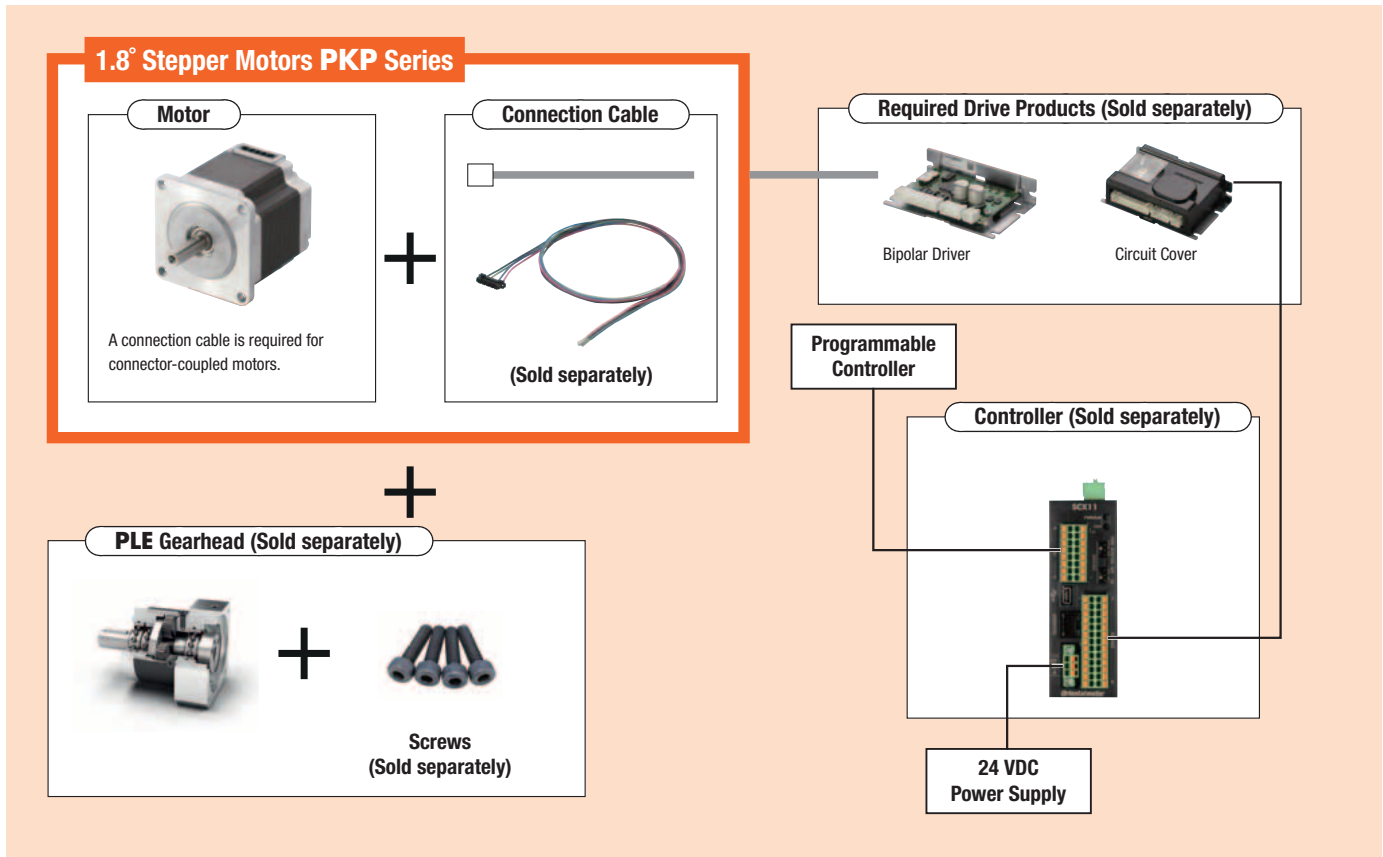 1.8° Stepper Motors PKP Series
Motor
A connection cable is required for
connector-coupled motors.
Connection Cable
(Sold separately)
Required Drive Products (Sold separately)
Bipolar Driver
Circuit Cover
Programmable
Controller
Controller (Sold separately)
SCX11
Orientalmotor
24 VDC
Power Supply
PLE Gearhead (Sold separately)
Screws
(Sold separately)